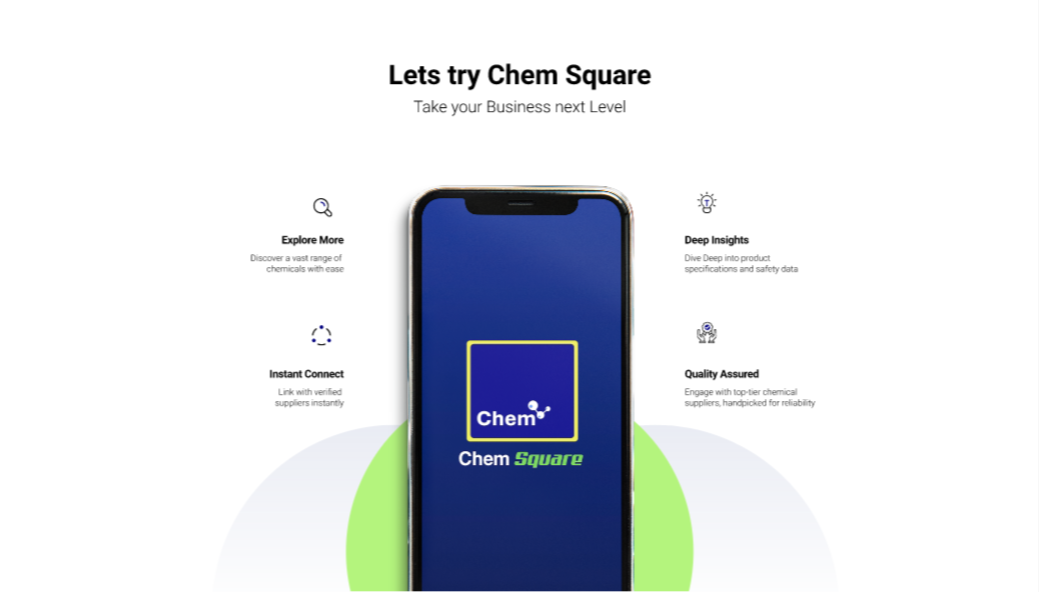 Lets try Chem Square
Take your Business next Level
Explore More
Discover a vast range of
chemicals with ease
Deep Insights
Dive Deep into product
specifications and safety data
Instant Connect
Link with verified
suppliers instantly
Quality Assured
Engage with top-tier chemical
suppliers, handpicked for reliability
Chem
Chem Square